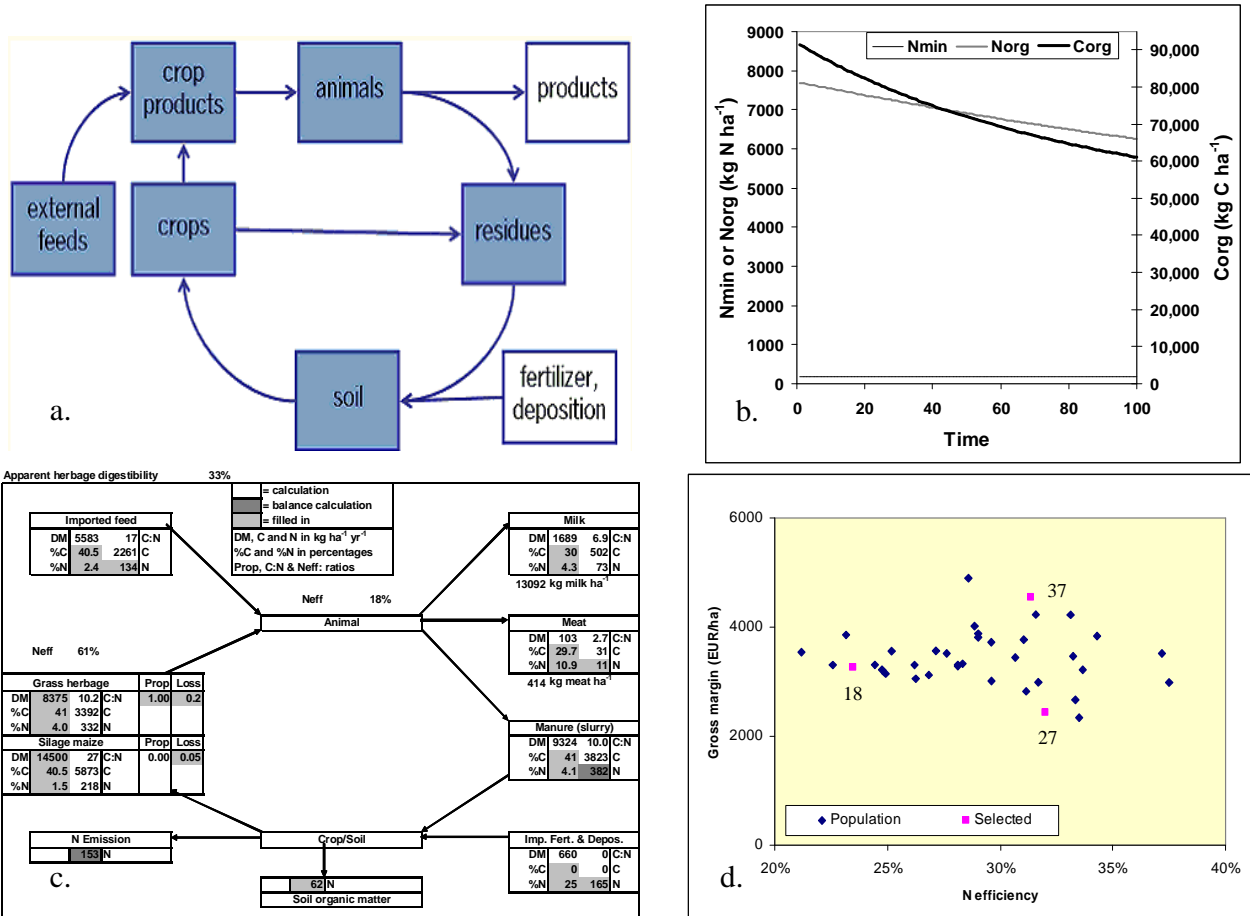 crop
products
animals
products
external
feeds
crops
residues
soil
fertilizer,
deposition
a.
Nmin or Norg (kg N ha-1)
9000
8000
7000
6000
5000
4000
3000
2000
1000
0
Nmin Norg Corg
90,000
80,000
70,000
60,000
50,000
40,000
30,000
20,000
10,000
0
Corg (kg C ha-1)
0 20 40 60 80 100
Time
b.
Apparent herbage digestibility 33%
= calculation
= balance calculation
= filled in
DM, C and N in kg ha-1 yr-1
%C and %N in percentages
Prop, C:N & Neff: ratios
Imported feed
DM 5583 17 C:N
%C 40.5 2261 C
%N 2.4 134 N
Milk
DM 1689 6.9 C:N
%C 30 502 C
%N 4.3 73 N
13092 kg milk ha-1
Neff 18%
Animal
Meat
DM 103 2.7 C:N
%C 29.7 31 C
%N 10.9 11 N
414 kg meat ha-1
Neff 61%
Grass herbage Prop Loss
DM 8375 10.2 C:N 1.00 0.2
%C 41 3392 C
%N 4.0 332 N
Silage maize Prop Loss
DM 14500 27 C:N 0.00 0.05
%C 40.5 5873 C
%N 1.5 218 N
Manure (slurry)
DM 9324 10.0 C:N
%C 41 3823 C
%N 4.1 382 N
N Emission
153 N
Crop/Soil
Imp. Fert. & Depos.
DM 660 0 C:N
%C 0 0 C
%N 25 165 N
62 N
Soil organic matter
c.
Gross margin (EUR/ha)
6000
4000
2000
0
37
18
27
Population Selected
20% 25% 30% 35% 40%
N efficiency
d.